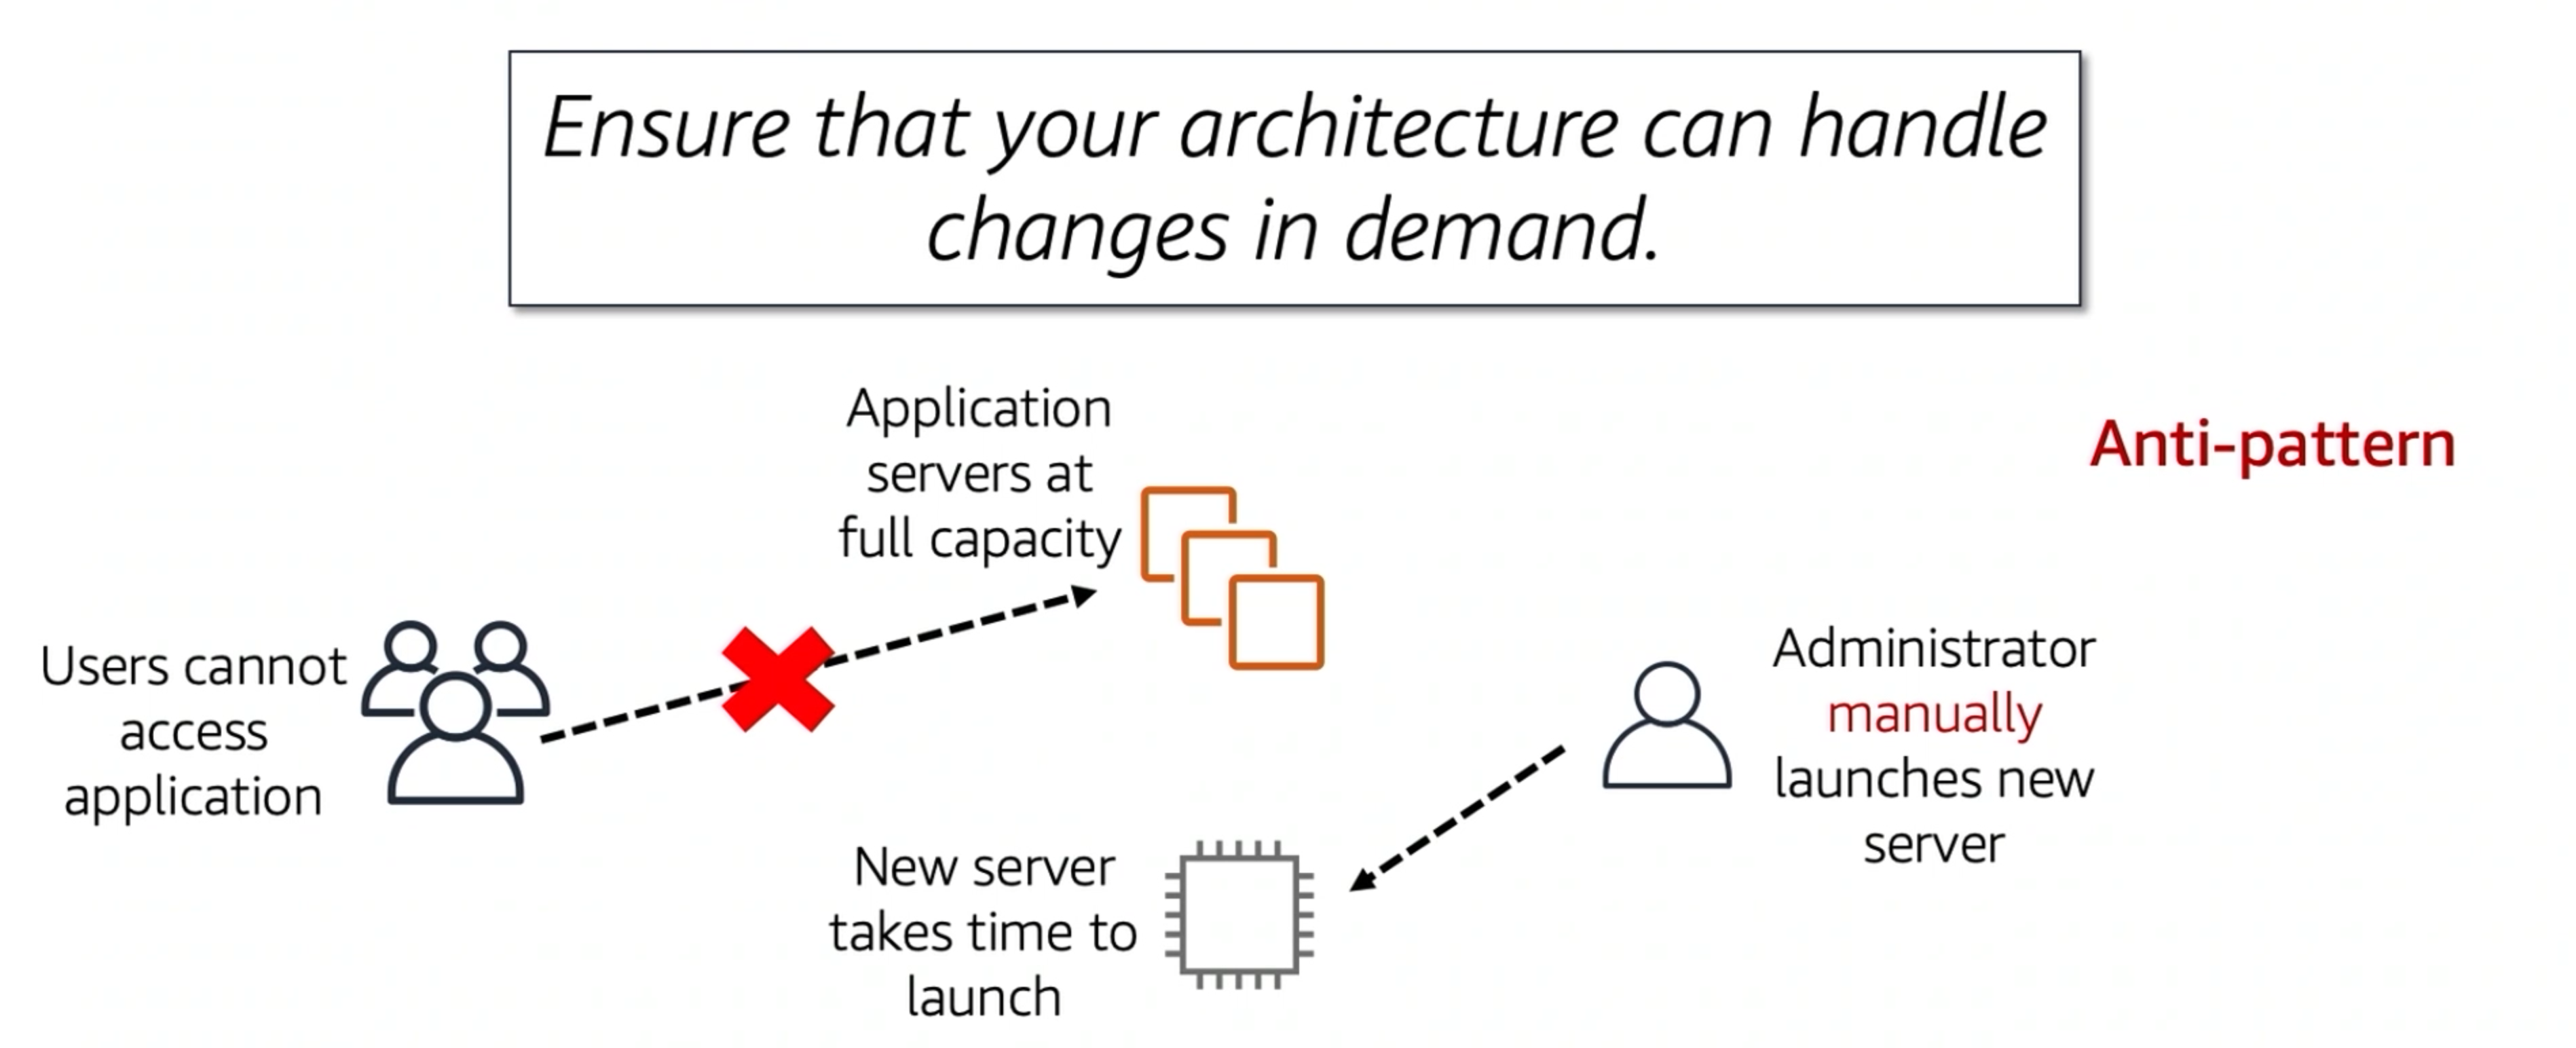 Ensure that your architecture can handle
changes in demand.
Anti-pattern
Application
servers at
full capacity
Users cannot
access
application
Administrator
manually
launches new
server
New server
takes time to
launch